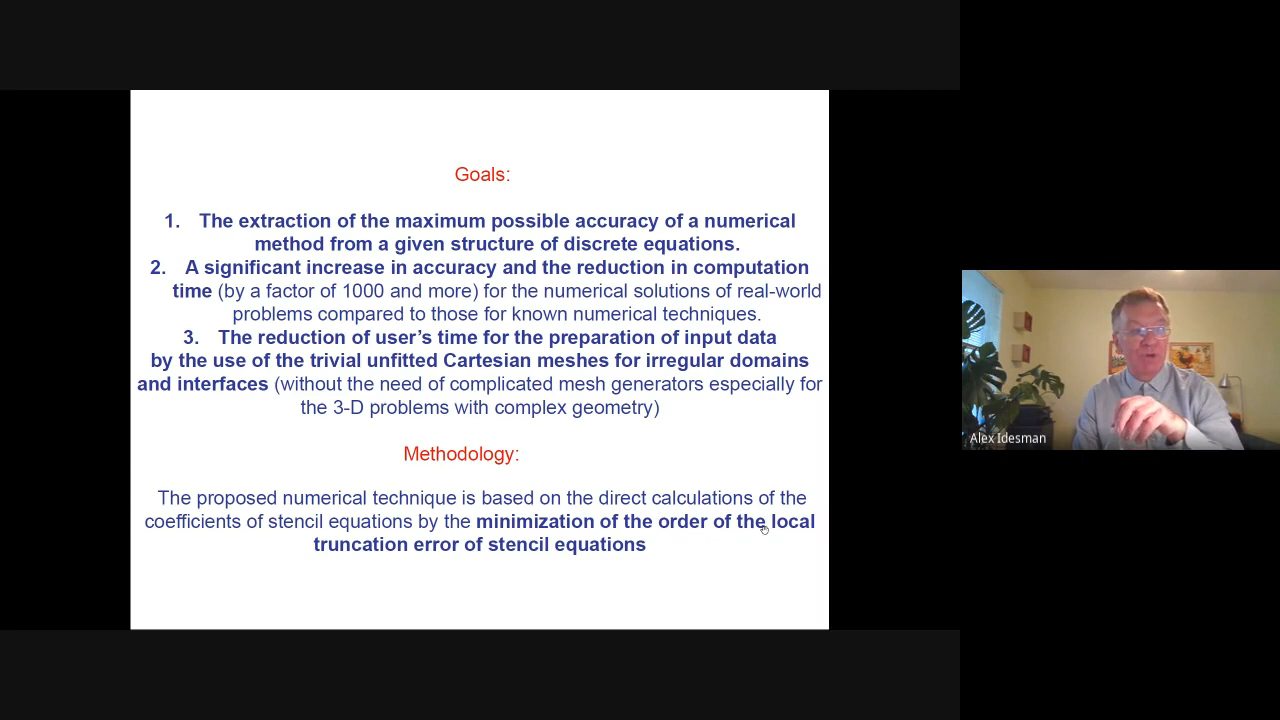 Goals:
1. The extraction of the maximum possible accuracy of a numerical
method from a given structure of discrete equations.
2. A significant increase in accuracy and the reduction in computation
time (by a factor of 1000 and more) for the numerical solutions of real-world
problems compared to those for known numerical techniques.
3. The reduction of user’s time for the preparation of input data
by the use of the trivial unfitted Cartesian meshes for irregular domains
and interfaces (without the need of complicated mesh generators especially for
the 3-D problems with complex geometry)
Methodology:
The proposed numerical technique is based on the direct calculations of the
coefficients of stencil equations by the minimization of the order of the local
truncation error of stencil equations
Alex Idesman